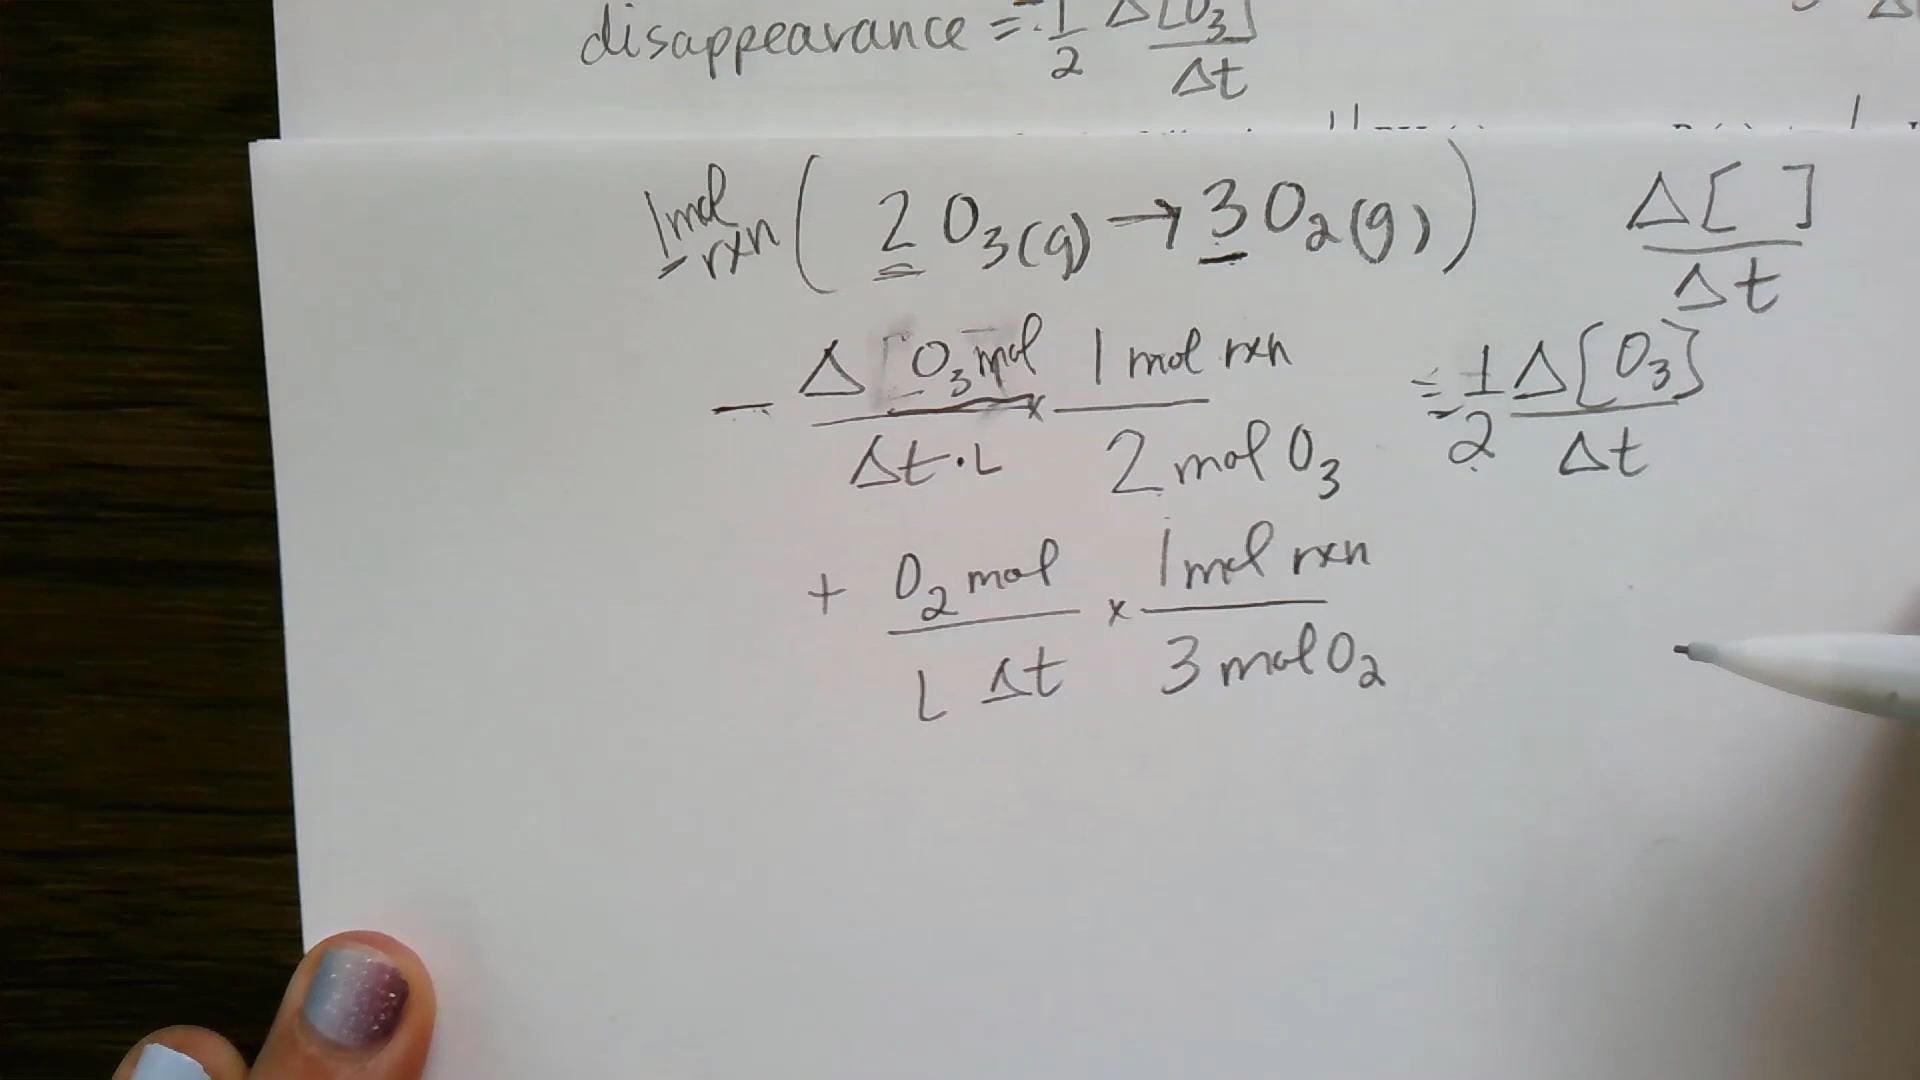 disappearance = -1/2 Δ[O₃]/Δt
1 mol rxn ( 2 O₃(g) → 3 O₂(g) )
Δ[ ]/Δt
- Δ O₃ mol/Δt·L × 1 mol rxn/2 mol O₃ = -1/2 Δ[O₃]/Δt
+ O₂ mol/L Δt × 1 mol rxn/3 mol O₂